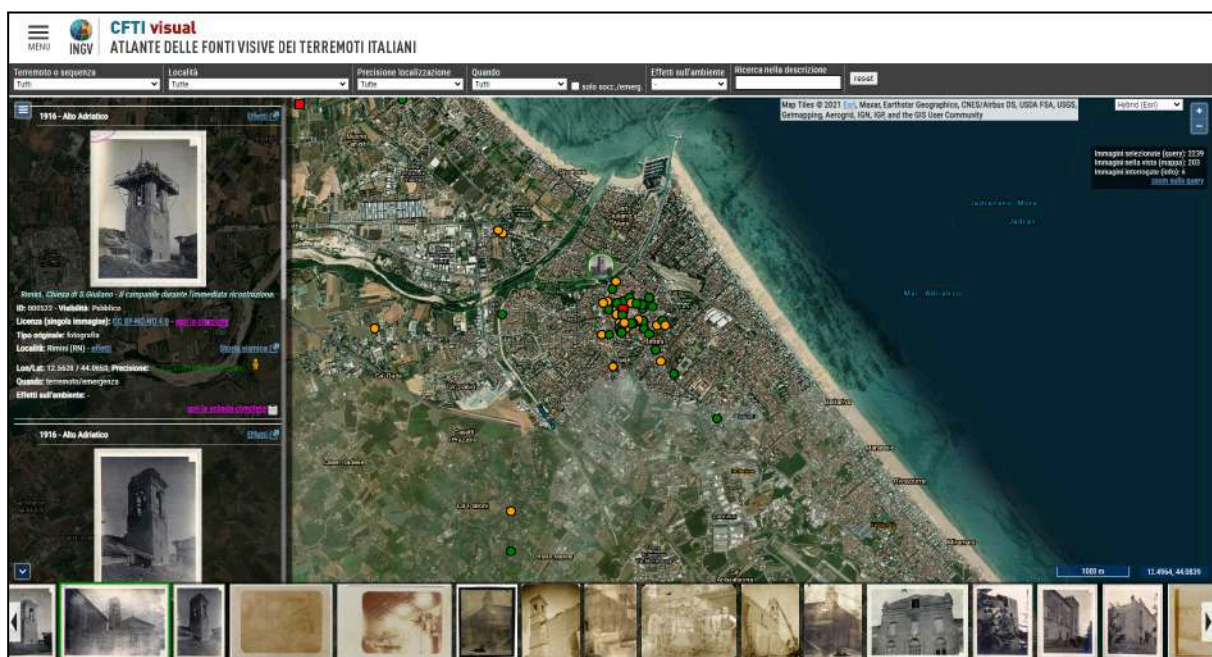 MENU
INGV
CFTI visual
ATLANTE DELLE FONTI VISIVE DEI TERREMOTI ITALIANI
Terremoto o sequenza
Tutti
Località
Tutte
Precisione localizzazione
Tutte
Quando
Tutti
solo socc./emerg.
Effetti sull'ambiente
-
Ricerca nella descrizione
reset
1916 - Alto Adriatico
Effetti
Rimini. Chiesa di S.Giuliano - Il campanile durante l'immediata ricostruzione.
ID: 000523 - Visibilità: Pubblico
Licenza (singola immagine): CC BY-NC-ND 4.0 -
Tipo originale: fotografia
Località: Rimini (RN) - effetti
Storia sismica
Lon/Lat: 12.5628 / 44.0653; Precisione:
Quando: terremoto/emergenza
Effetti sull'ambiente: -
1916 - Alto Adriatico
Effetti
Map Tiles © 2021 Esri, Maxar, Earthstar Geographics, CNES/Airbus DS, USDA FSA, USGS,
Getmapping, Aerogrid, IGN, IGP, and the GIS User Community
Hybrid (Esri)
+
−
Immagini selezionate (query): 2239
Immagini nella vista (mappa): 203
Immagini interrogate (info): 6
zoom sulla query
Mar Adriatico
Miramare
1000 m
12.4964, 44.0839